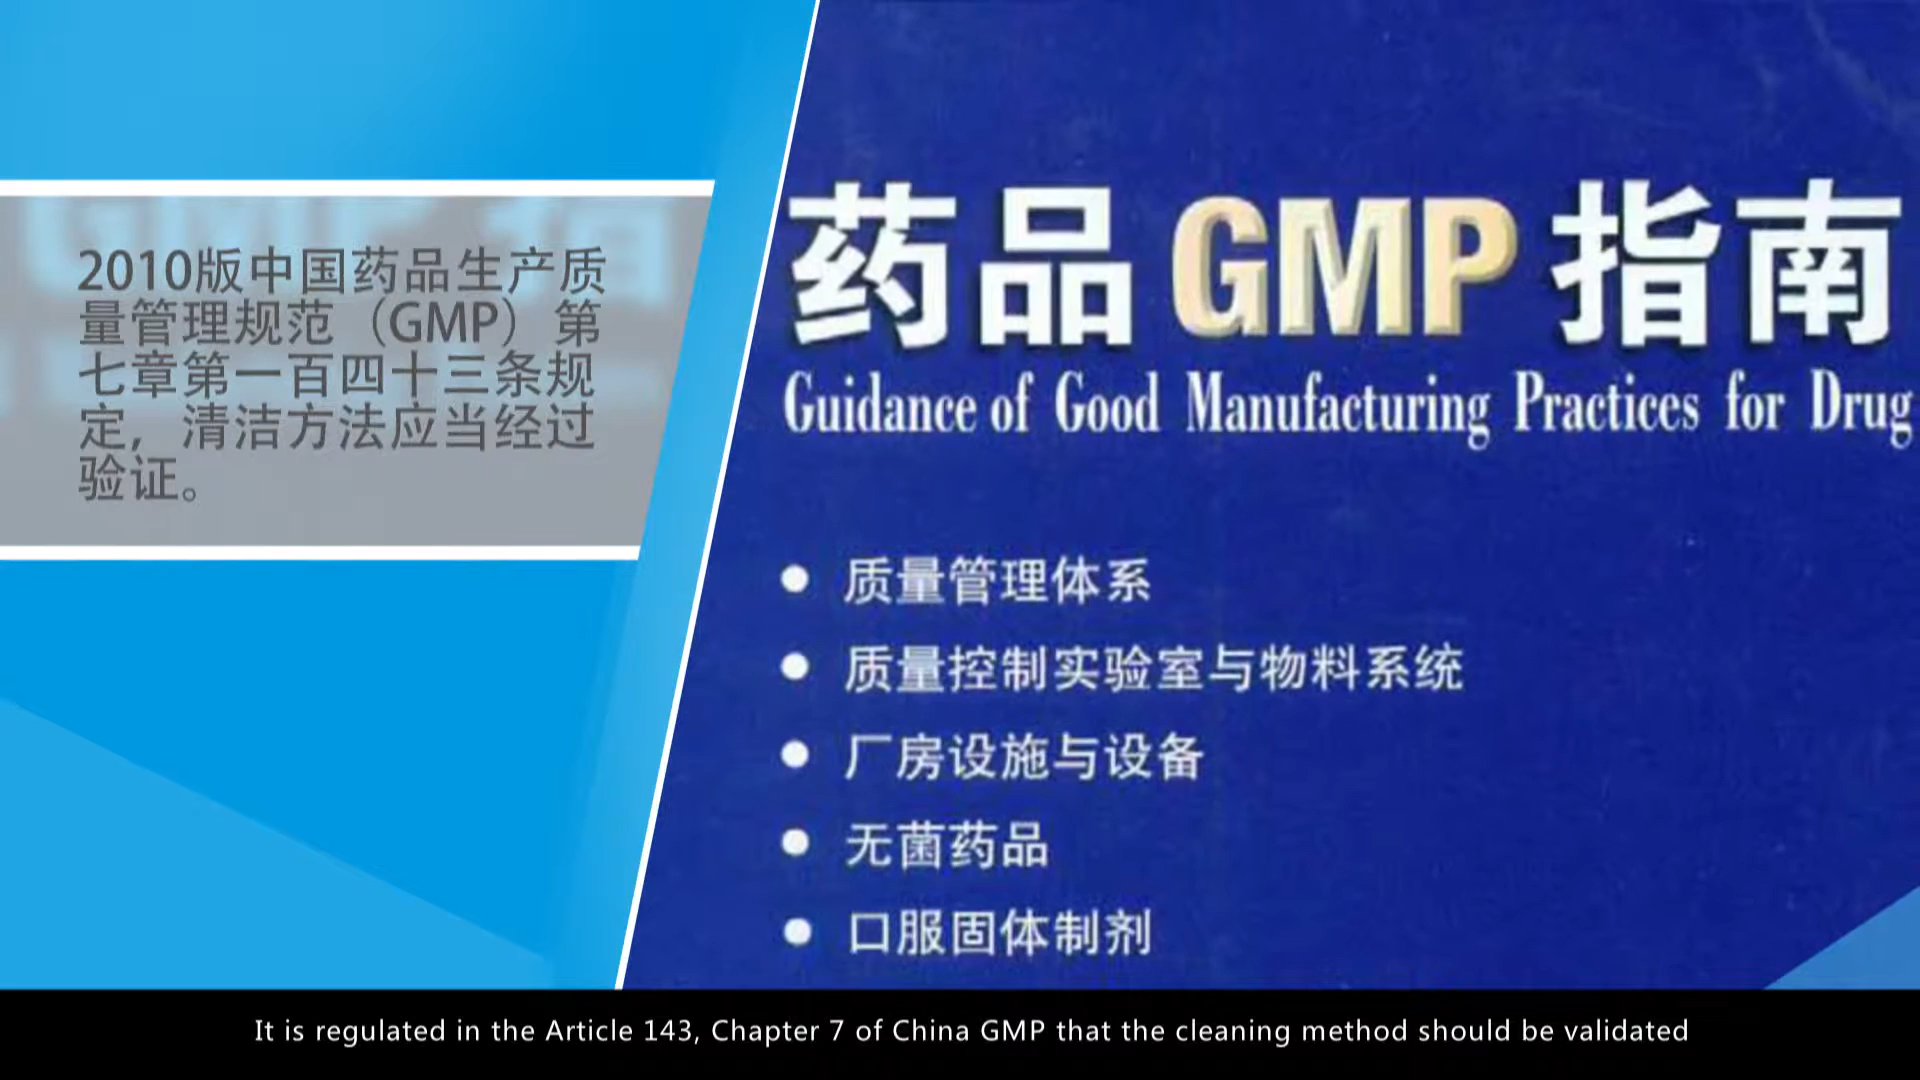 2010版中国药品生产质
量管理规范（GMP）第
七章第一百四十三条规
定，清洁方法应当经过
验证。
药品GMP指南
Guidance of Good Manufacturing Practices for Drug
● 质量管理体系
● 质量控制实验室与物料系统
● 厂房设施与设备
● 无菌药品
● 口服固体制剂
It is regulated in the Article 143, Chapter 7 of China GMP that the cleaning method should be validated